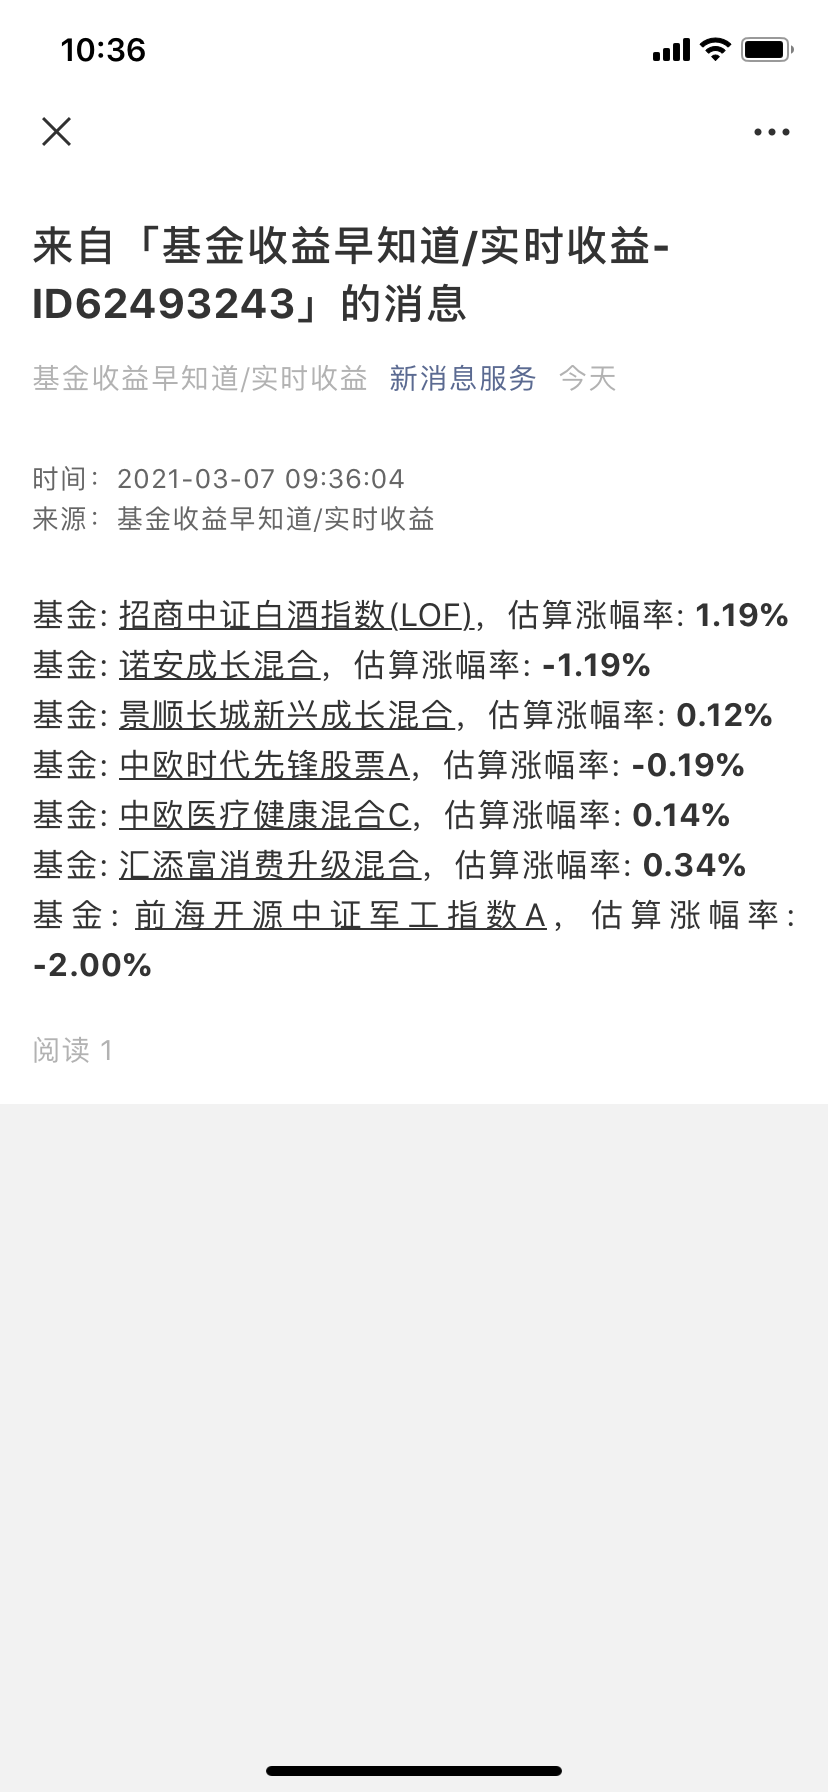 10:36
来自「基金收益早知道/实时收益-
ID62493243」的消息
基金收益早知道/实时收益 新消息服务 今天
时间： 2021-03-07 09:36:04
来源： 基金收益早知道/实时收益
基金: 招商中证白酒指数(LOF)，估算涨幅率: 1.19%
基金: 诺安成长混合，估算涨幅率: -1.19%
基金: 景顺长城新兴成长混合，估算涨幅率: 0.12%
基金: 中欧时代先锋股票A，估算涨幅率: -0.19%
基金: 中欧医疗健康混合C，估算涨幅率: 0.14%
基金: 汇添富消费升级混合，估算涨幅率: 0.34%
基金: 前海开源中证军工指数A，估算涨幅率:
-2.00%
阅读 1